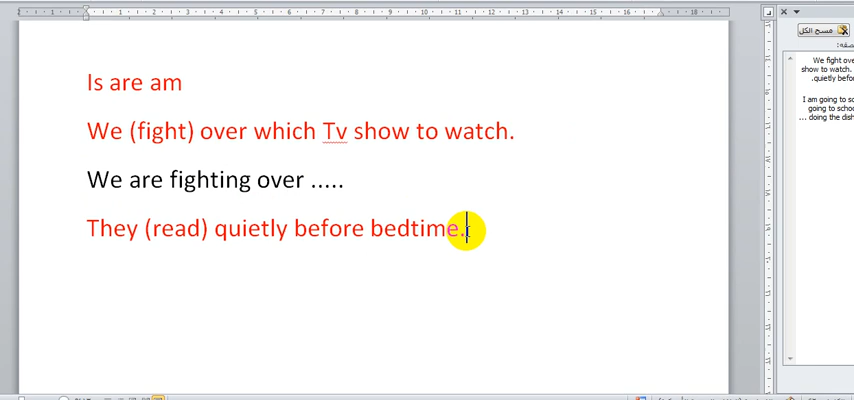 Is are am
We (fight) over which Tv show to watch.
We are fighting over .....
They (read) quietly before bedtime.
مسح الكل
We fight ove
show to watch.
quietly befor
I am going to sc
going to schoo
doing the dish ...